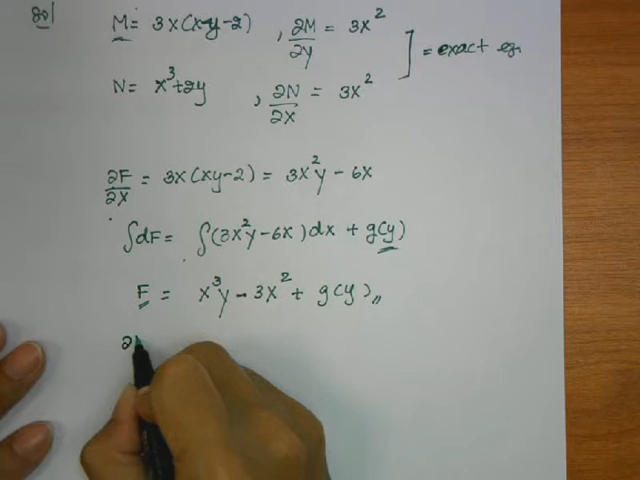 sol
M = 3x(xy-2) , ∂M/∂y = 3x²
] = exact eqn
N = x³+2y , ∂N/∂x = 3x²
∂F/∂x = 3x(xy-2) = 3x²y - 6x
∫dF = ∫(3x²y-6x)dx + g(y)
F = x³y - 3x² + g(y)//
∂